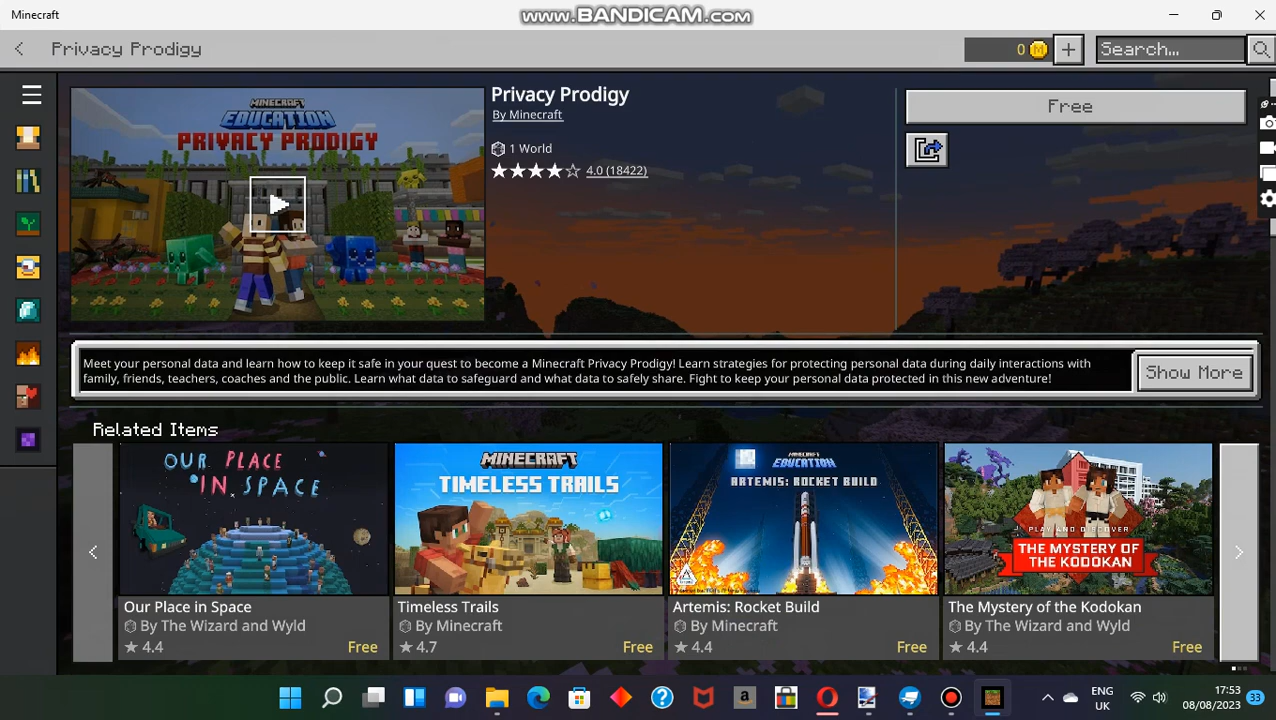 Minecraft
www.BANDICAM.com
Privacy Prodigy
0
Search...
MINECRAFT
EDUCATION
PRIVACY PRODIGY
Privacy Prodigy
By Minecraft
1 World
4.0 (18422)
Free
Meet your personal data and learn how to keep it safe in your quest to become a Minecraft Privacy Prodigy! Learn strategies for protecting personal data during daily interactions with
family, friends, teachers, coaches and the public. Learn what data to safeguard and what data to safely share. Fight to keep your personal data protected in this new adventure!
Show More
Related Items
OUR PLACE
IN SPACE
MINECRAFT
TIMELESS TRAILS
MINECRAFT
EDUCATION
ARTEMIS: ROCKET BUILD
PLAY AND DISCOVER
THE MYSTERY OF
THE KODOKAN
Our Place in Space
By The Wizard and Wyld
4.4
Free
Timeless Trails
By Minecraft
4.7
Free
Artemis: Rocket Build
By Minecraft
4.4
Free
The Mystery of the Kodokan
By The Wizard and Wyld
4.4
Free
ENG
UK
17:53
08/08/2023
33